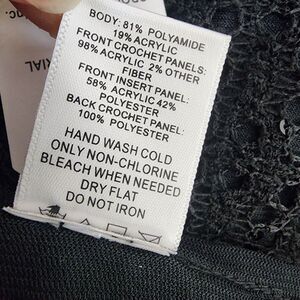 BODY: 81% POLYAMIDE
19% ACRYLIC
FRONT CROCHET PANELS:
98% ACRYLIC 2% OTHER
FIBER
FRONT INSERT PANEL:
58% ACRYLIC 42%
POLYESTER
BACK CROCHET PANEL:
100% POLYESTER
HAND WASH COLD
ONLY NON-CHLORINE
BLEACH WHEN NEEDED
DRY FLAT
DO NOT IRON